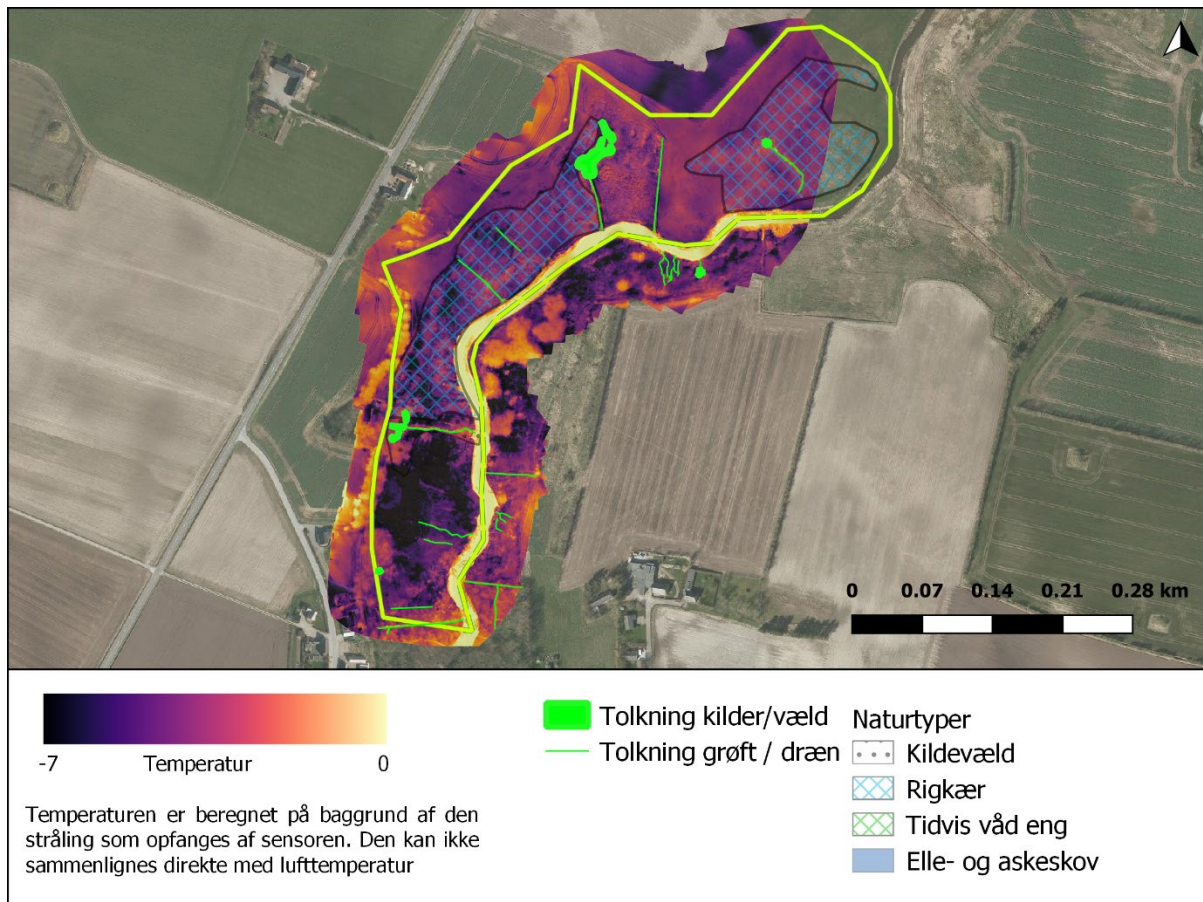 0 0.07 0.14 0.21 0.28 km
-7 Temperatur 0
Temperaturen er beregnet på baggrund af den
stråling som opfanges af sensoren. Den kan ikke
sammenlignes direkte med lufttemperatur
Tolkning kilder/væld
Tolkning grøft / dræn
Naturtyper
Kildevæld
Rigkær
Tidvis våd eng
Elle- og askeskov